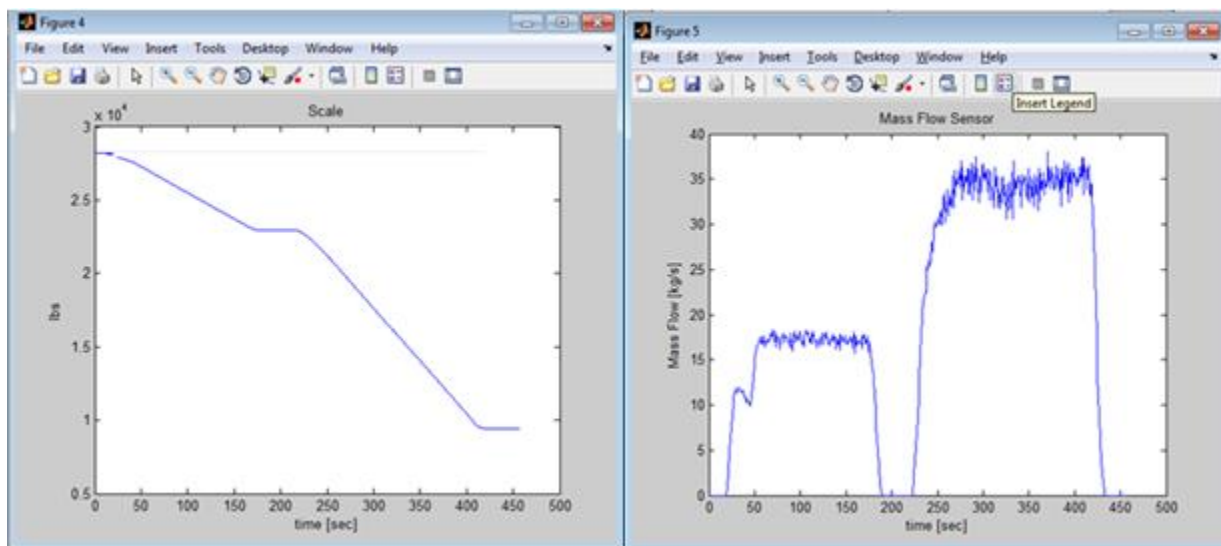 Figure 4
File Edit View Insert Tools Desktop Window Help
Scale
x 10⁴
3
2.5
2
1.5
1
0.5
lbs
0 50 100 150 200 250 300 350 400 450 500
time [sec]
Figure 5
File Edit View Insert Tools Desktop Window Help
Insert Legend
Mass Flow Sensor
40
35
30
25
20
15
10
5
0
Mass Flow [kg/s]
0 50 100 150 200 250 300 350 400 450 500
time [sec]